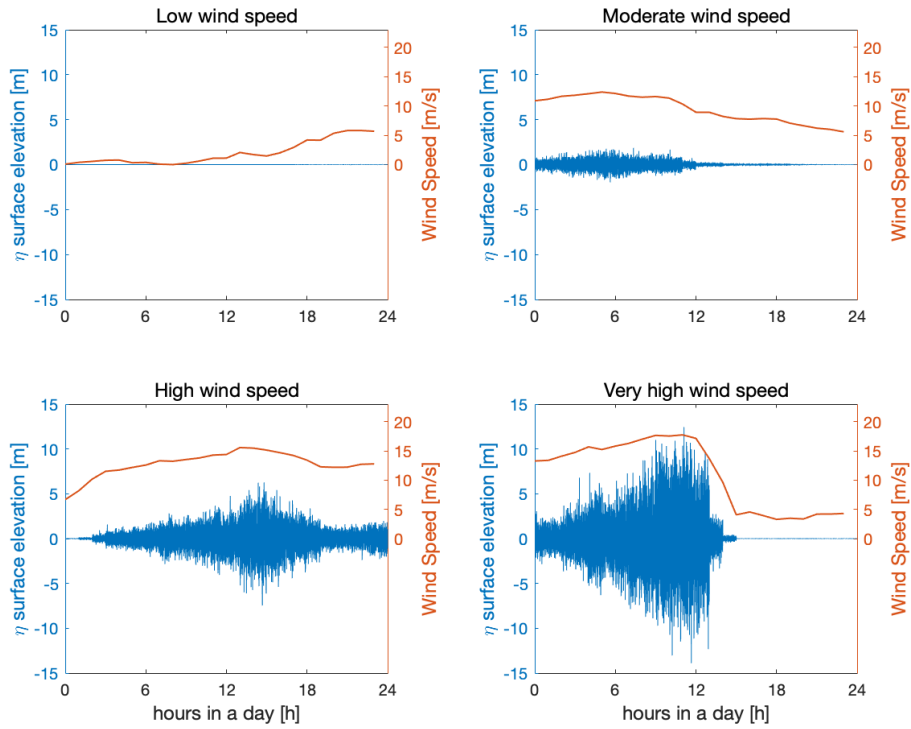 Low wind speed
15
10
5
0
-5
-10
-15
η surface elevation [m]
20
15
10
5
0
Wind Speed [m/s]
0 6 12 18 24
Moderate wind speed
15
10
5
0
-5
-10
-15
η surface elevation [m]
20
15
10
5
0
Wind Speed [m/s]
0 6 12 18 24
High wind speed
15
10
5
0
-5
-10
-15
η surface elevation [m]
20
15
10
5
0
Wind Speed [m/s]
0 6 12 18 24
hours in a day [h]
Very high wind speed
15
10
5
0
-5
-10
-15
η surface elevation [m]
20
15
10
5
0
Wind Speed [m/s]
0 6 12 18 24
hours in a day [h]